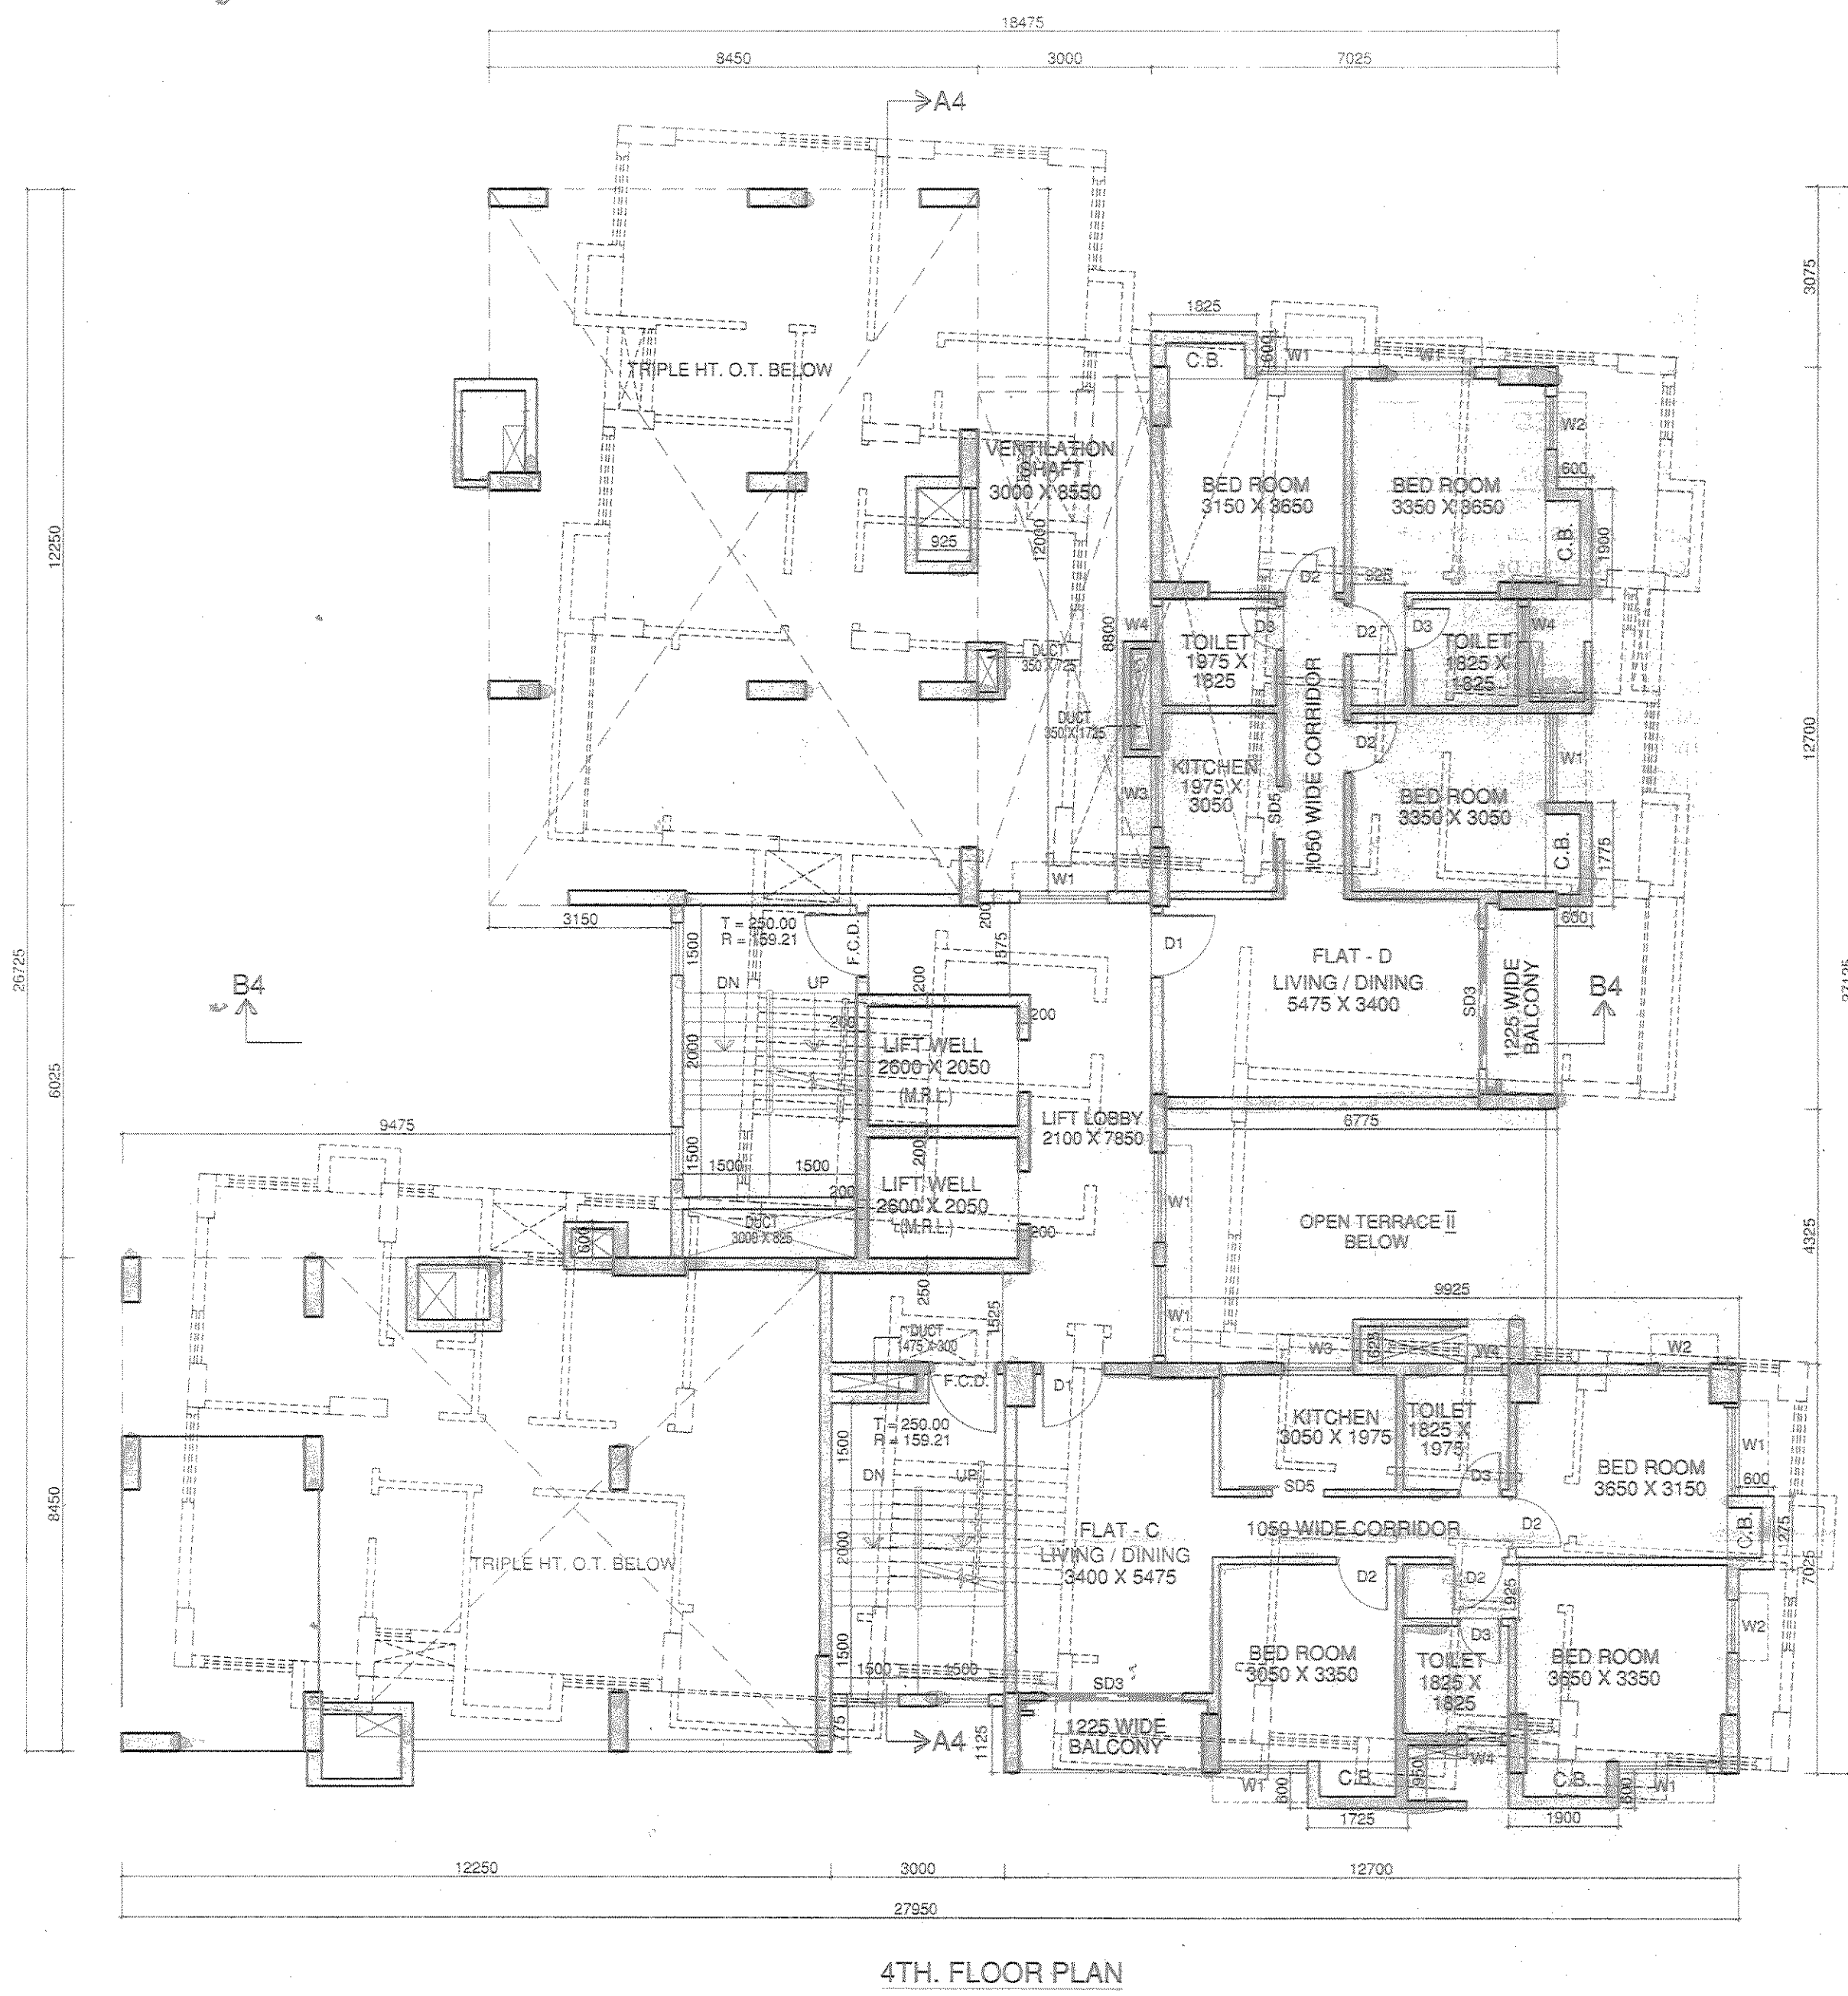 18475
8450
3000
7025
A4
3075
1825
C.B.
600
W1
W1
TRIPLE HT. O.T. BELOW
W2
VENTILATION
SHAFT
3000 X 8550
600
BED ROOM
3150 X 3650
BED ROOM
3350 X 3650
12250
925
12000
C.B.
1900
D2
925
W4
D3
D2
D3
W4
8800
TOILET
1975 X
1825
TOILET
1825 X
1825
DUCT
350 X 725
1050 WIDE CORRIDOR
DUCT
350 X 1725
D2
W1
12700
KITCHEN
1975 X
3050
W3
SD5
BED ROOM
3350 X 3050
C.B.
1775
W1
3150
200
600
T = 250.00
R = 159.21
F.C.D.
1500
1575
D1
FLAT - D
LIVING / DINING
5475 X 3400
SD3
1225 WIDE
BALCONY
26725
27125
B4
B4
DN
UP
200
200
200
2000
LIFT WELL
2600 X 2050
(M.R.L.)
6025
LIFT LOBBY
2100 X 7850
6775
9475
1500
1500
1500
200
200
LIFT WELL
2600 X 2050
(M.R.L.)
200
W1
DUCT
3000 X 825
600
OPEN TERRACE II
BELOW
4325
9925
250
1525
W1
DUCT
1475 X 300
W3
625
W4
W2
F.C.D.
D1
T = 250.00
R = 159.21
1500
KITCHEN
3050 X 1975
TOILET
1825 X
1975
W1
DN
UP
D3
BED ROOM
3650 X 3150
600
SD5
8450
FLAT - C
LIVING / DINING
3400 X 5475
1050 WIDE CORRIDOR
D2
C.B.
1275
2000
TRIPLE HT. O.T. BELOW
D2
D2
925
7025
W2
D3
1500
BED ROOM
3050 X 3350
TOILET
1825 X
1825
BED ROOM
3650 X 3350
1500
1500
SD3
775
A4
1125
1225 WIDE
BALCONY
W4
W1
600
C.B.
950
C.B.
600
W1
1725
1900
12250
3000
12700
27950
4TH. FLOOR PLAN